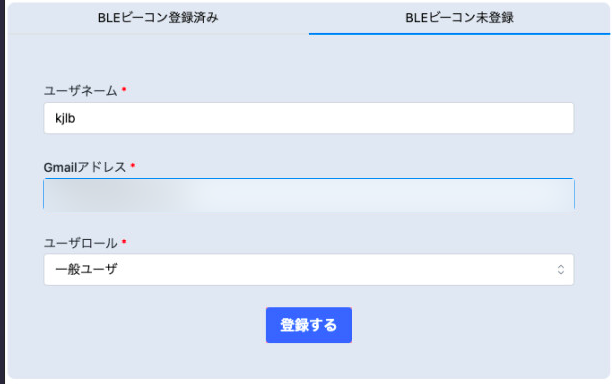 BLEビーコン登録済み BLEビーコン未登録
ユーザネーム *
kjlb
Gmailアドレス *
ユーザロール *
一般ユーザ
登録する